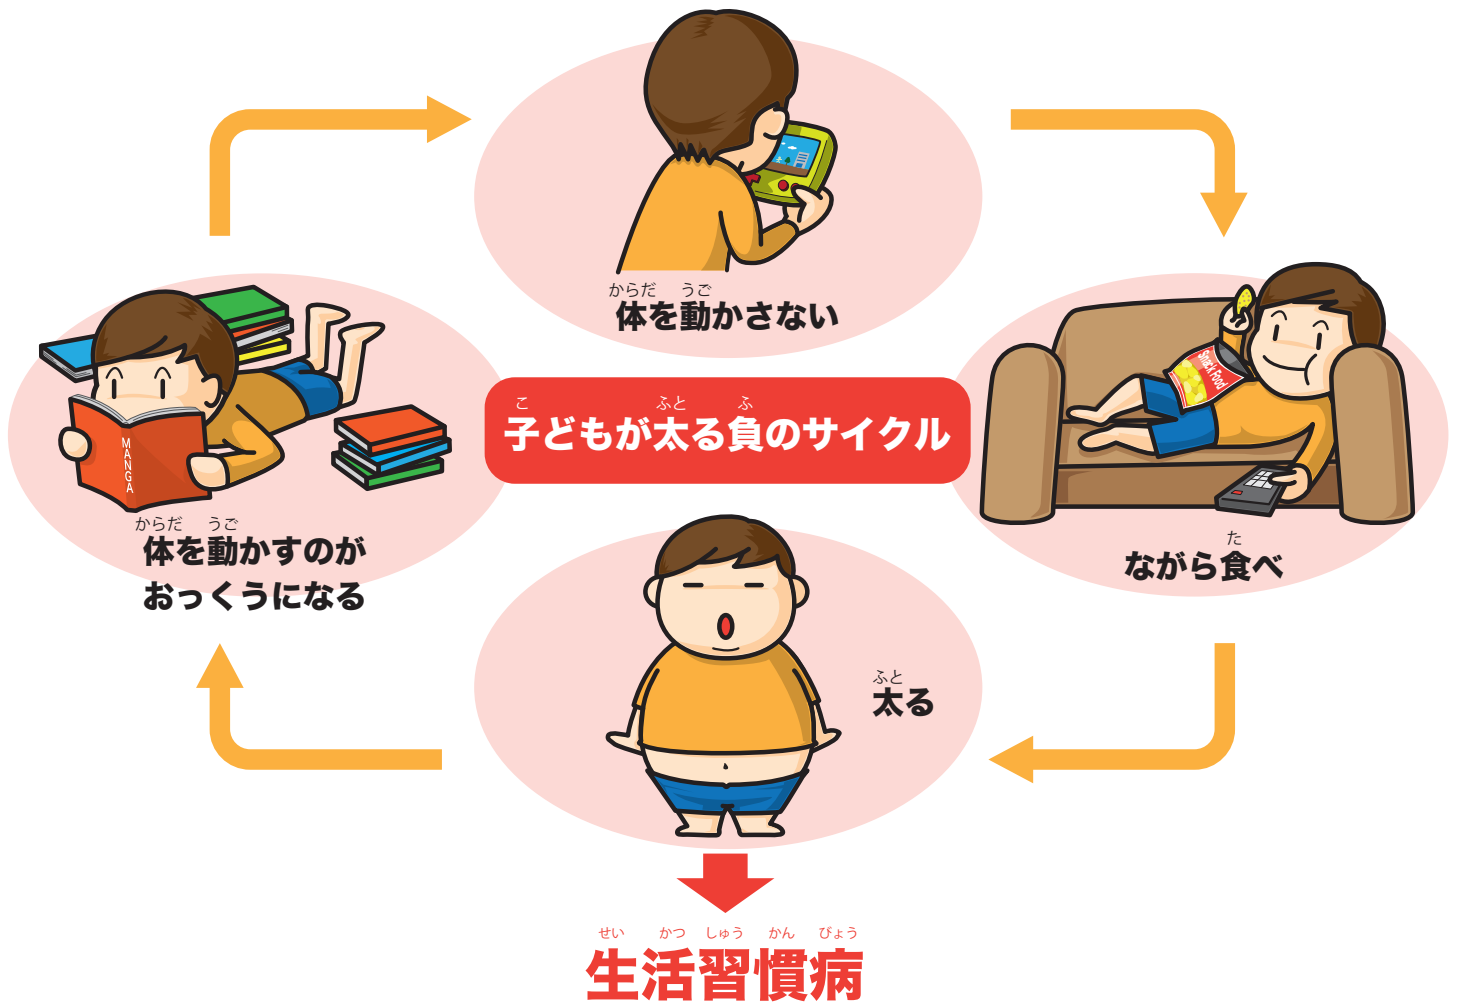 からだ うご
体を動かさない
こ ふと ふ
子どもが太る負のサイクル
Snack Food
た
ながら食べ
MANGA
からだ うご
体を動かすのが
おっくうになる
ふと
太る
せい かつ しゅう かん びょう
生活習慣病